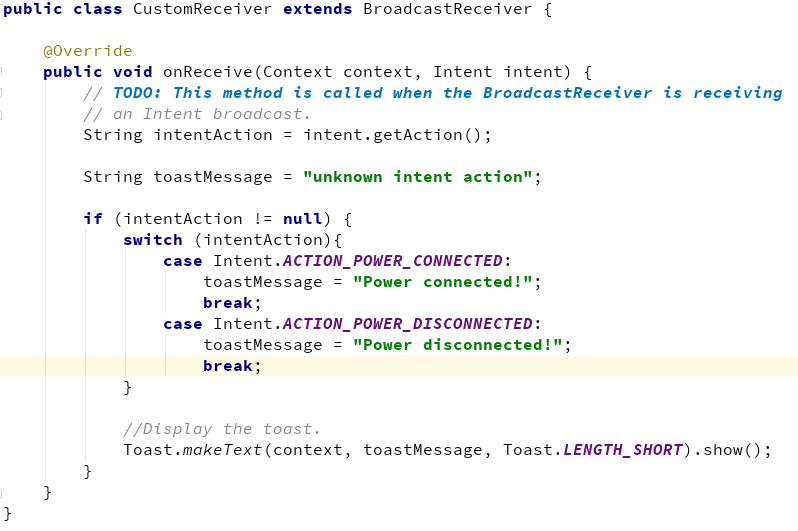 public class CustomReceiver extends BroadcastReceiver {
@Override
public void onReceive(Context context, Intent intent) {
// TODO: This method is called when the BroadcastReceiver is receiving
// an Intent broadcast.
String intentAction = intent.getAction();
String toastMessage = "unknown intent action";
if (intentAction != null) {
switch (intentAction){
case Intent.ACTION_POWER_CONNECTED:
toastMessage = "Power connected!";
break;
case Intent.ACTION_POWER_DISCONNECTED:
toastMessage = "Power disconnected!";
break;
}
//Display the toast.
Toast.makeText(context, toastMessage, Toast.LENGTH_SHORT).show();
}
}
}